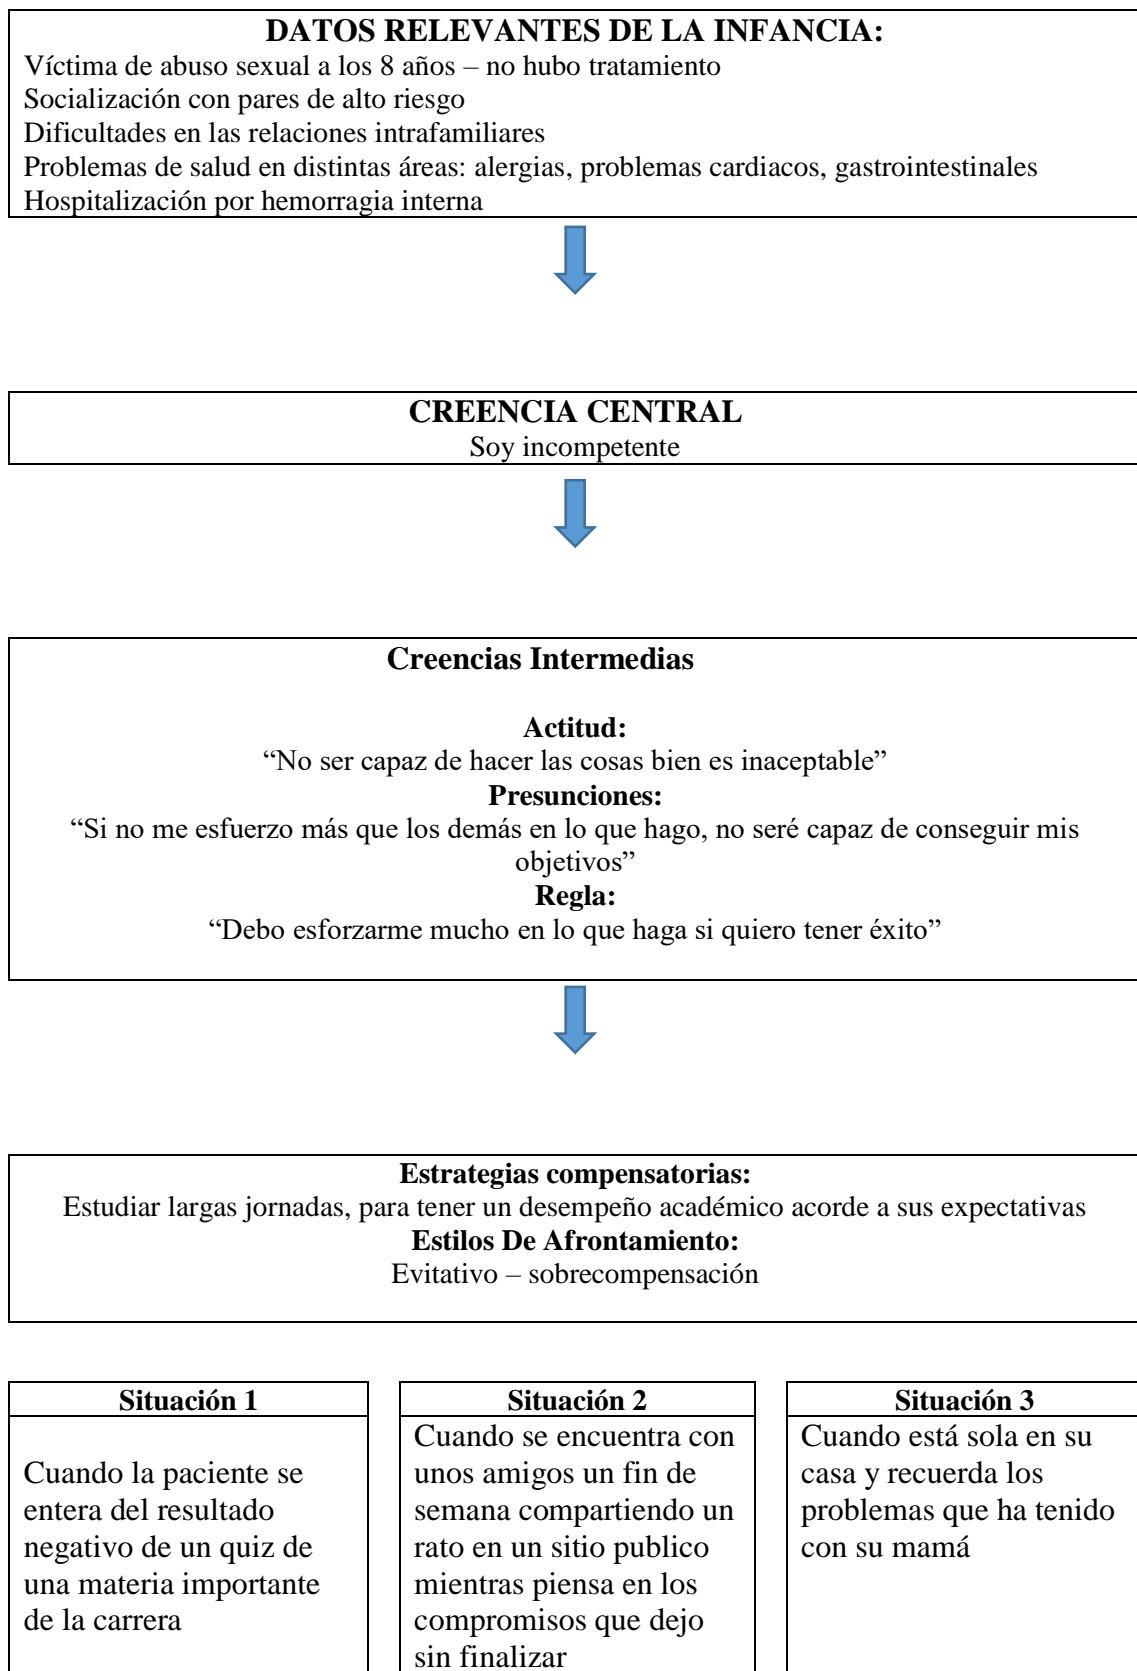 DATOS RELEVANTES DE LA INFANCIA:
Víctima de abuso sexual a los 8 años – no hubo tratamiento
Socialización con pares de alto riesgo
Dificultades en las relaciones intrafamiliares
Problemas de salud en distintas áreas: alergias, problemas cardiacos, gastrointestinales
Hospitalización por hemorragia interna
CREENCIA CENTRAL
Soy incompetente
Creencias Intermedias
Actitud:
“No ser capaz de hacer las cosas bien es inaceptable”
Presunciones:
“Si no me esfuerzo más que los demás en lo que hago, no seré capaz de conseguir mis
objetivos”
Regla:
“Debo esforzarme mucho en lo que haga si quiero tener éxito”
Estrategias compensatorias:
Estudiar largas jornadas, para tener un desempeño académico acorde a sus expectativas
Estilos De Afrontamiento:
Evitativo – sobrecompensación
Situación 1
Cuando la paciente se
entera del resultado
negativo de un quiz de
una materia importante
de la carrera
Situación 2
Cuando se encuentra con
unos amigos un fin de
semana compartiendo un
rato en un sitio publico
mientras piensa en los
compromisos que dejo
sin finalizar
Situación 3
Cuando está sola en su
casa y recuerda los
problemas que ha tenido
con su mamá